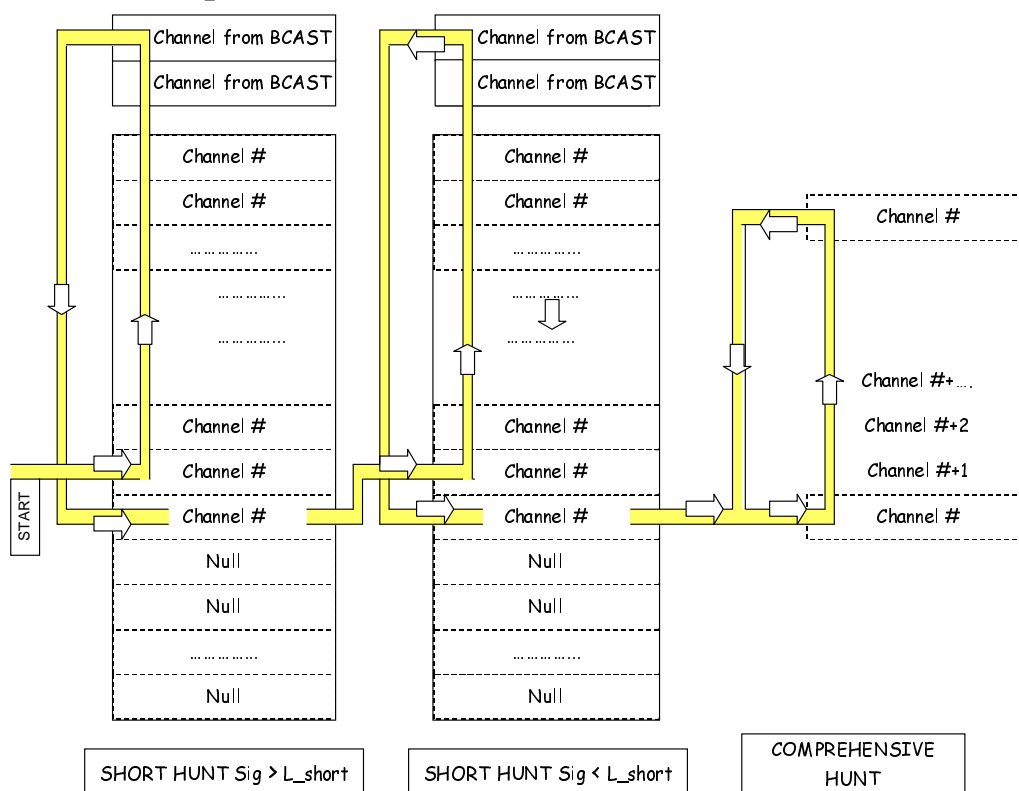 Channel from BCAST
Channel from BCAST
Channel #
Channel #
..............
..............
..............
Channel #
Channel #
START
Channel #
Null
Null
..............
Null
SHORT HUNT Sig > L_short
Channel from BCAST
Channel from BCAST
Channel #
Channel #
..............
..............
..............
Channel #
Channel #
Channel #
Null
Null
..............
Null
SHORT HUNT Sig < L_short
Channel #
Channel #+....
Channel #+2
Channel #+1
Channel #
COMPREHENSIVE
HUNT